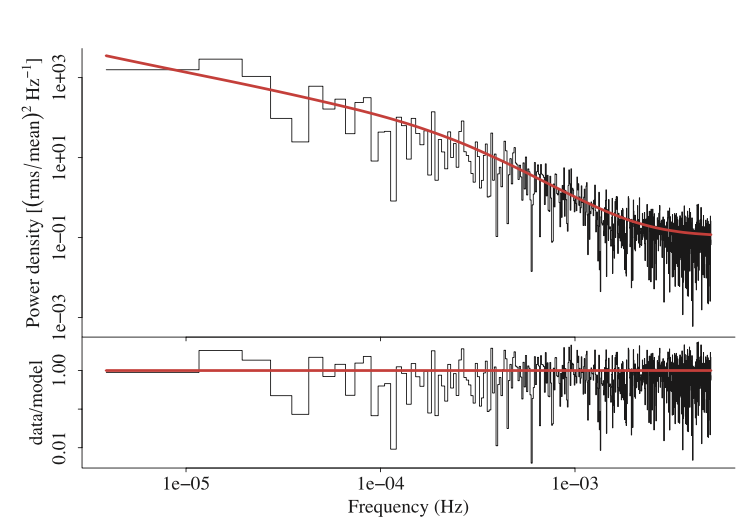 Power density [(rms/mean)² Hz⁻¹]
1e+03
1e+01
1e−01
1e−03
data/model
1.00
0.01
1e−05 1e−04 1e−03
Frequency (Hz)